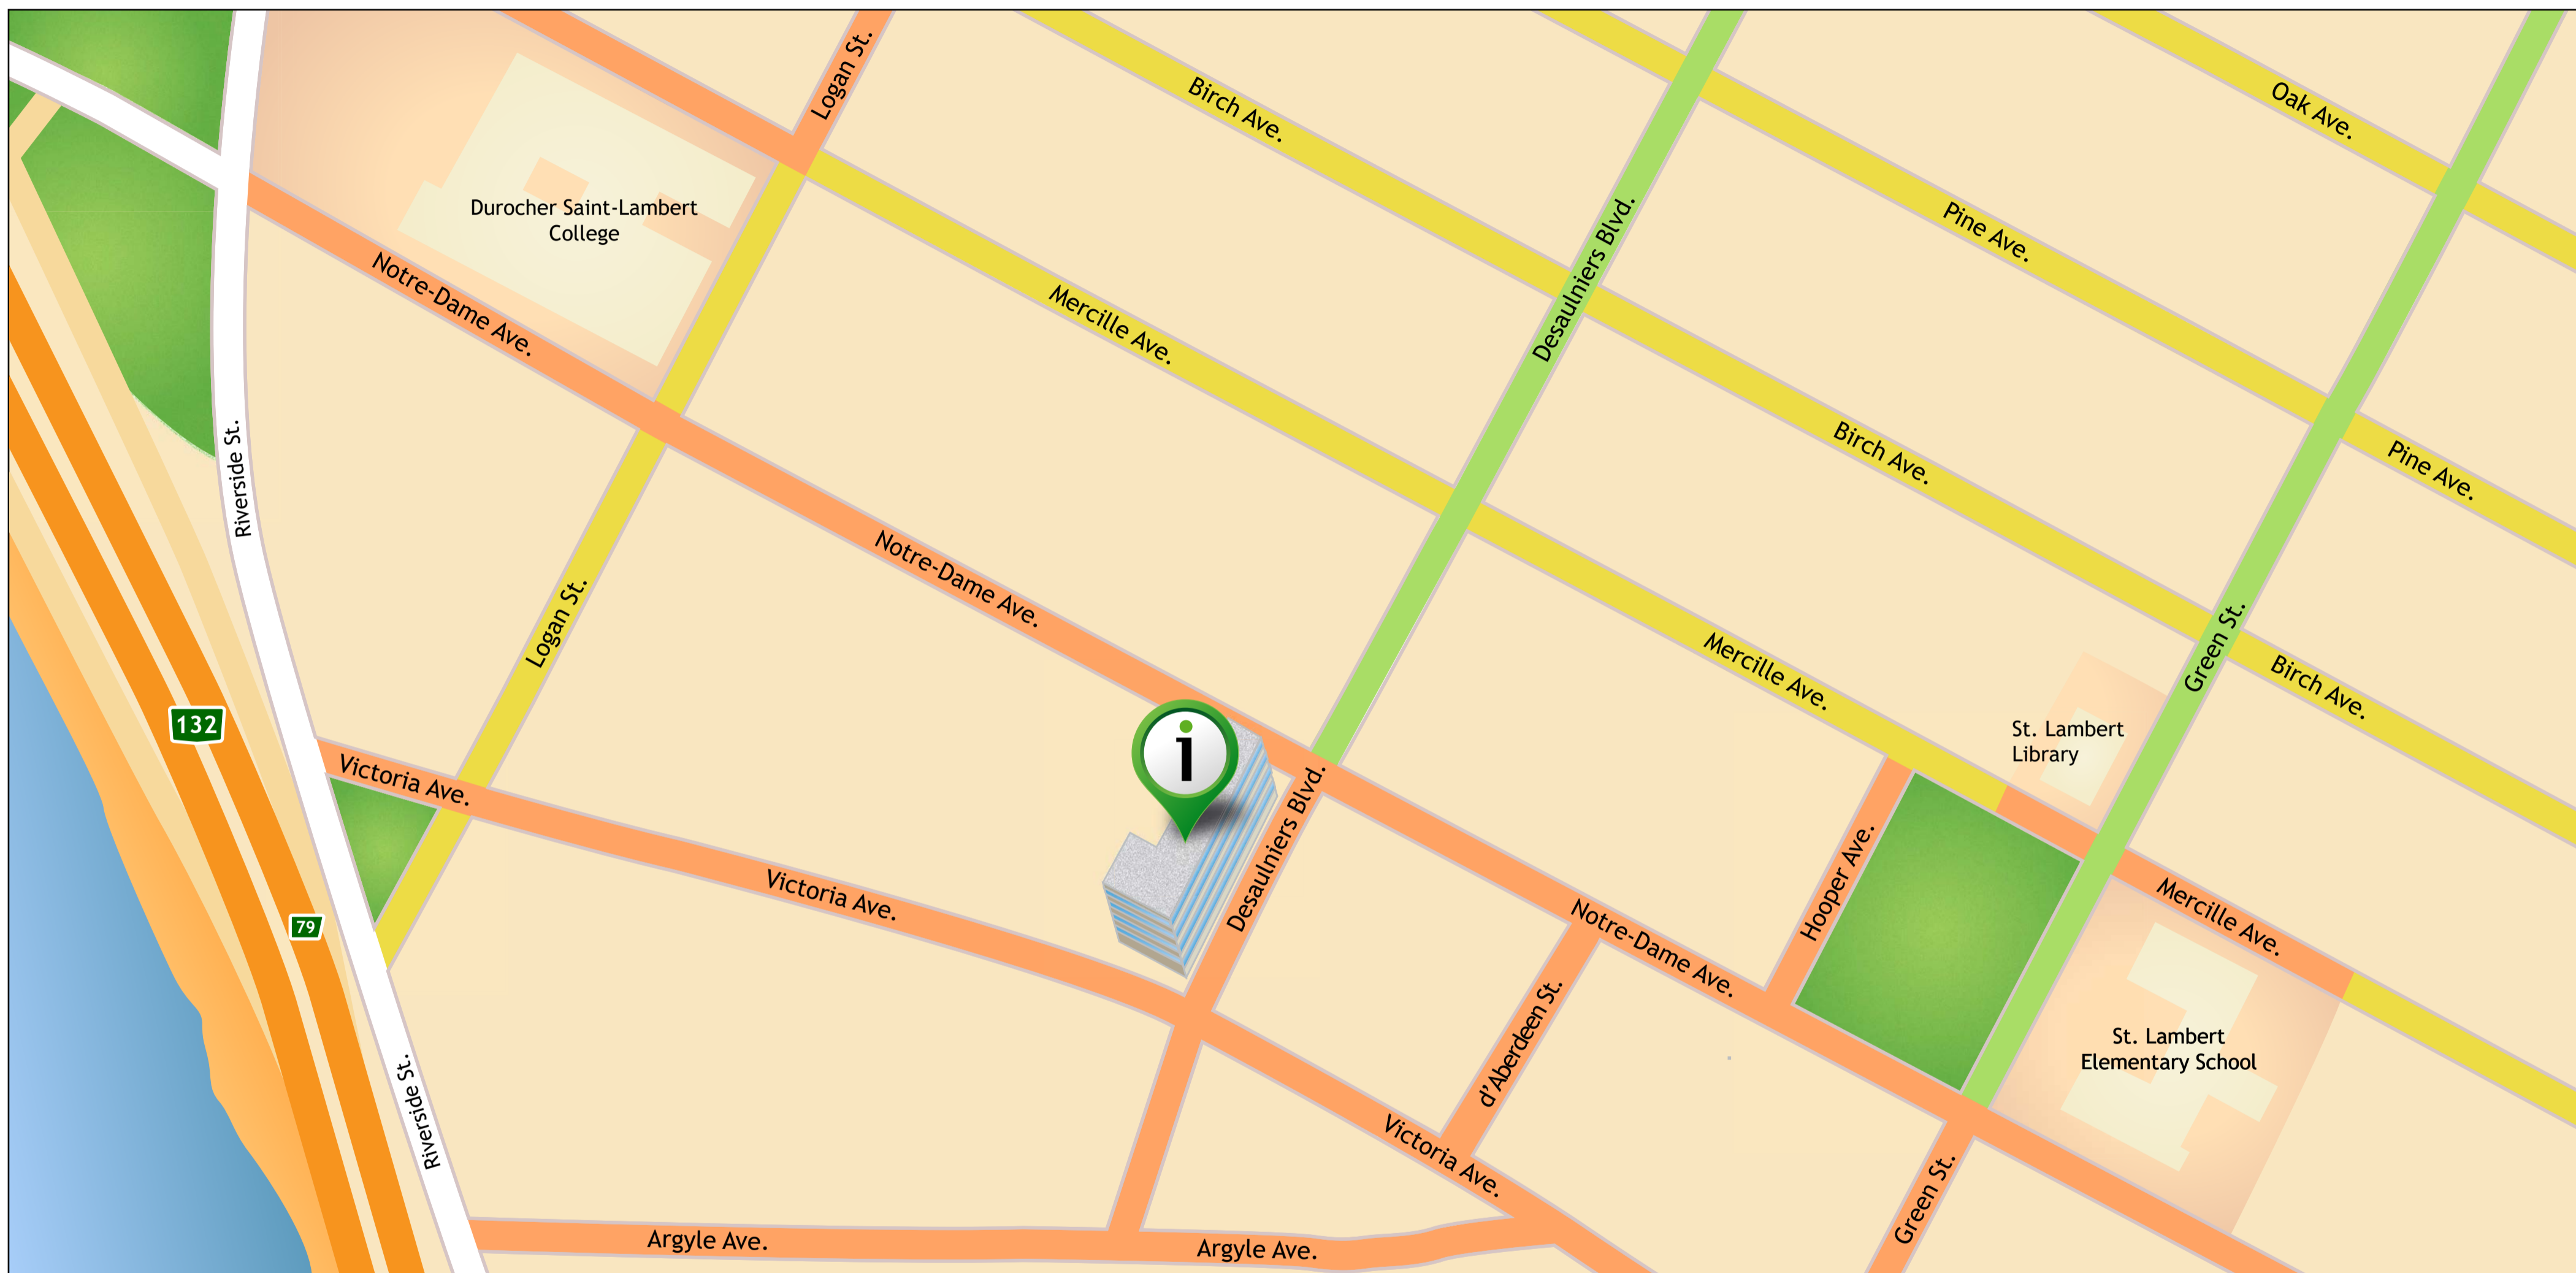 Logan St.
Birch Ave.
Oak Ave.
Durocher Saint-Lambert
College
Desaulniers Blvd.
Pine Ave.
Notre-Dame Ave.
Mercille Ave.
Riverside St.
Birch Ave.
Pine Ave.
Logan St.
Notre-Dame Ave.
Green St.
Mercille Ave.
Birch Ave.
132
St. Lambert
Library
i
Victoria Ave.
Desaulniers Blvd.
Hooper Ave.
Victoria Ave.
79
Notre-Dame Ave.
Mercille Ave.
d'Aberdeen St.
St. Lambert
Elementary School
Riverside St.
Victoria Ave.
Green St.
Argyle Ave.
Argyle Ave.